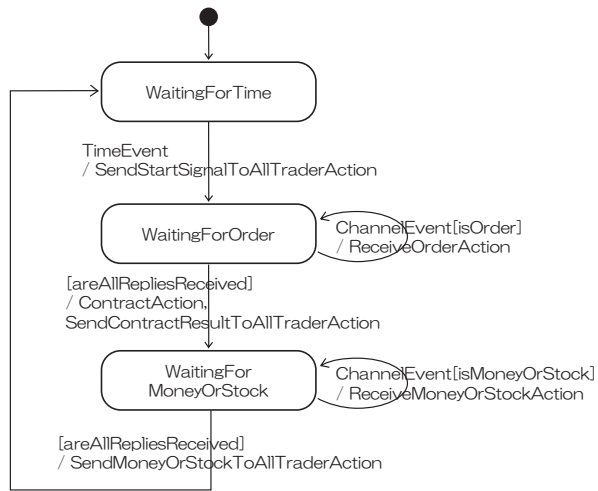 WaitingForTime
TimeEvent
/ SendStartSignalToAllTraderAction
WaitingForOrder
ChannelEvent[isOrder]
/ ReceiveOrderAction
[areAllRepliesReceived]
/ ContractAction,
SendContractResultToAllTraderAction
WaitingFor
MoneyOrStock
ChannelEvent[isMoneyOrStock]
/ ReceiveMoneyOrStockAction
[areAllRepliesReceived]
/ SendMoneyOrStockToAllTraderAction